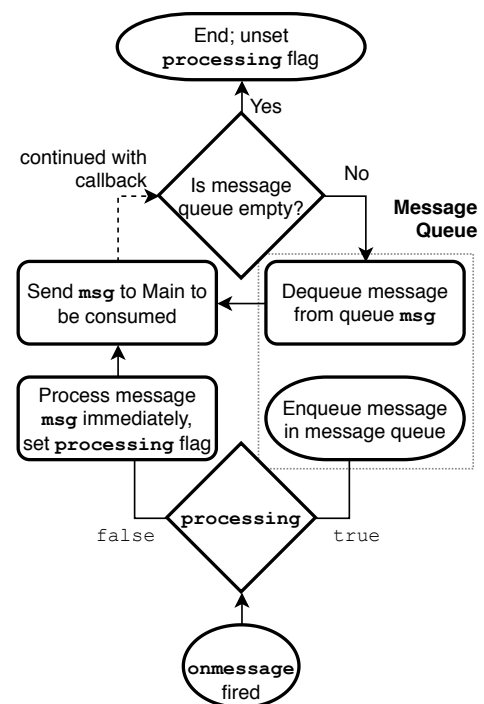 End; unset
processing flag
Yes
continued with
callback
Is message
queue empty?
No
Message
Queue
Send msg to Main to
be consumed
Dequeue message
from queue msg
Process message
msg immediately,
set processing flag
Enqueue message
in message queue
processing
false
true
onmessage
fired